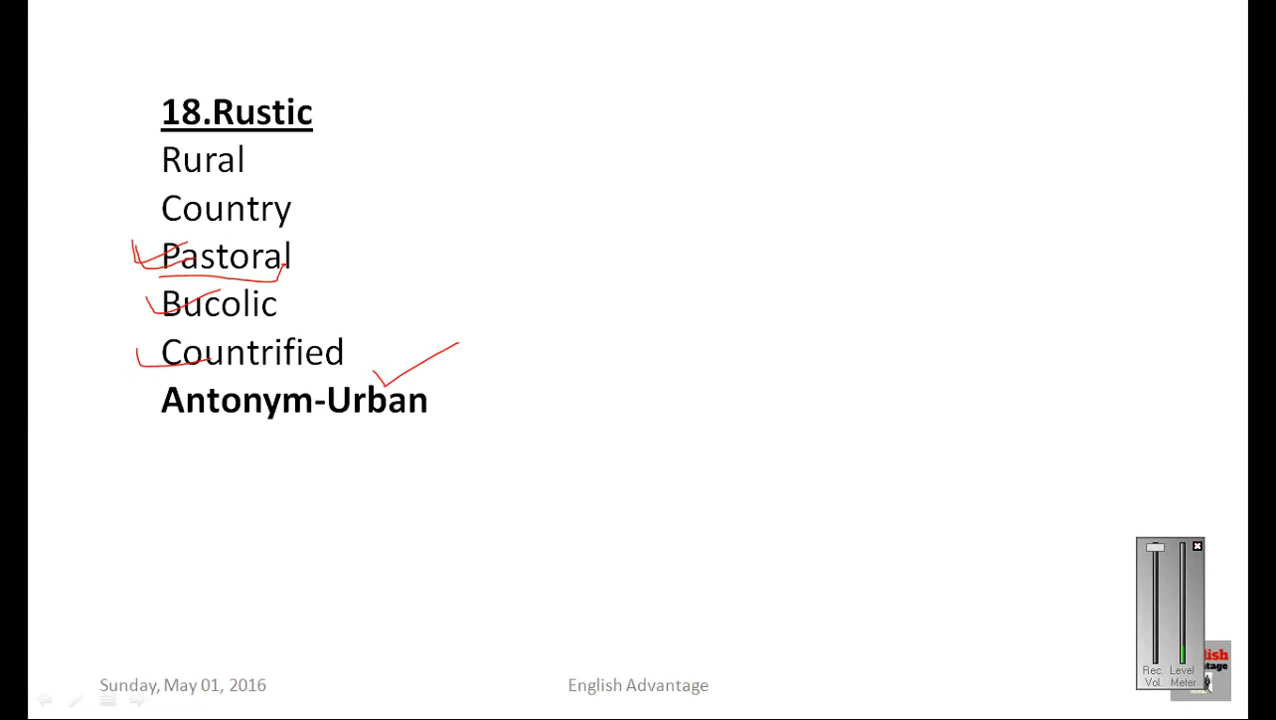 18.Rustic
Rural
Country
Pastoral
Bucolic
Countrified
Antonym-Urban
Rec. Level
Vol. Meter
Sunday, May 01, 2016
English Advantage